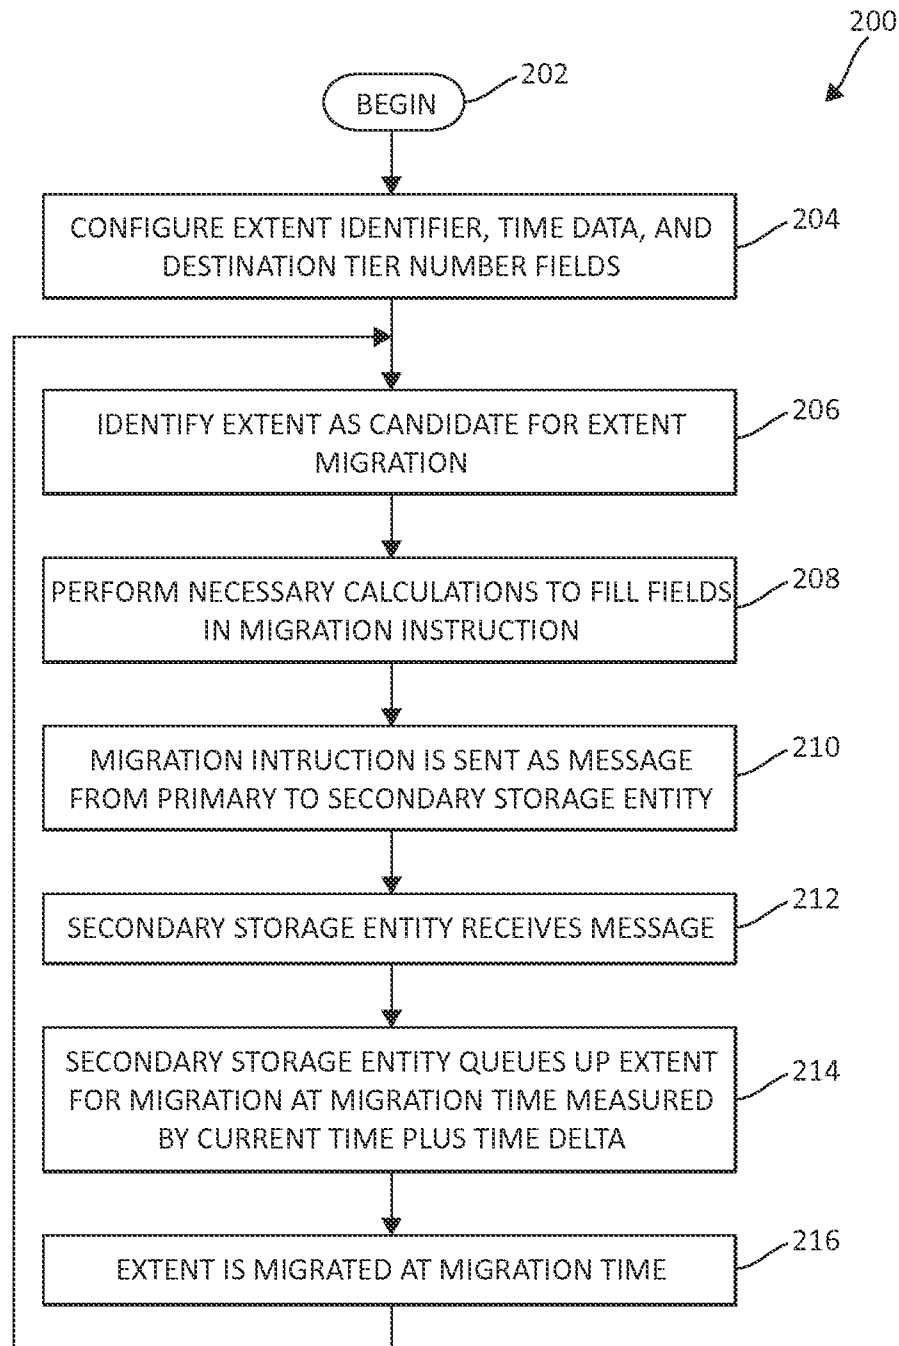 200
BEGIN
202
CONFIGURE EXTENT IDENTIFIER, TIME DATA, AND
DESTINATION TIER NUMBER FIELDS
204
IDENTIFY EXTENT AS CANDIDATE FOR EXTENT
MIGRATION
206
PERFORM NECESSARY CALCULATIONS TO FILL FIELDS
IN MIGRATION INSTRUCTION
208
MIGRATION INTRUCTION IS SENT AS MESSAGE
FROM PRIMARY TO SECONDARY STORAGE ENTITY
210
SECONDARY STORAGE ENTITY RECEIVES MESSAGE
212
SECONDARY STORAGE ENTITY QUEUES UP EXTENT
FOR MIGRATION AT MIGRATION TIME MEASURED
BY CURRENT TIME PLUS TIME DELTA
214
EXTENT IS MIGRATED AT MIGRATION TIME
216